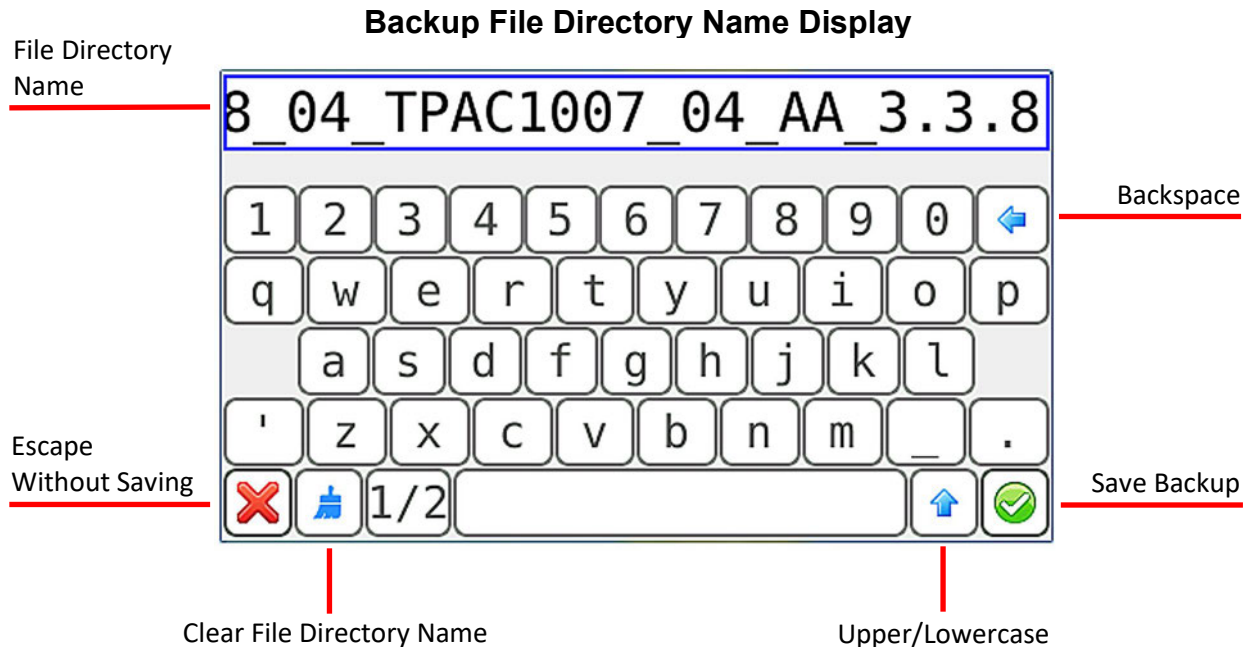 Backup File Directory Name Display
File Directory
Name
8_04_TPAC1007_04_AA_3.3.8
1 2 3 4 5 6 7 8 9 0
Backspace
q w e r t y u i o p
a s d f g h j k l
' z x c v b n m _ .
Escape
Without Saving
1/2
Save Backup
Clear File Directory Name
Upper/Lowercase